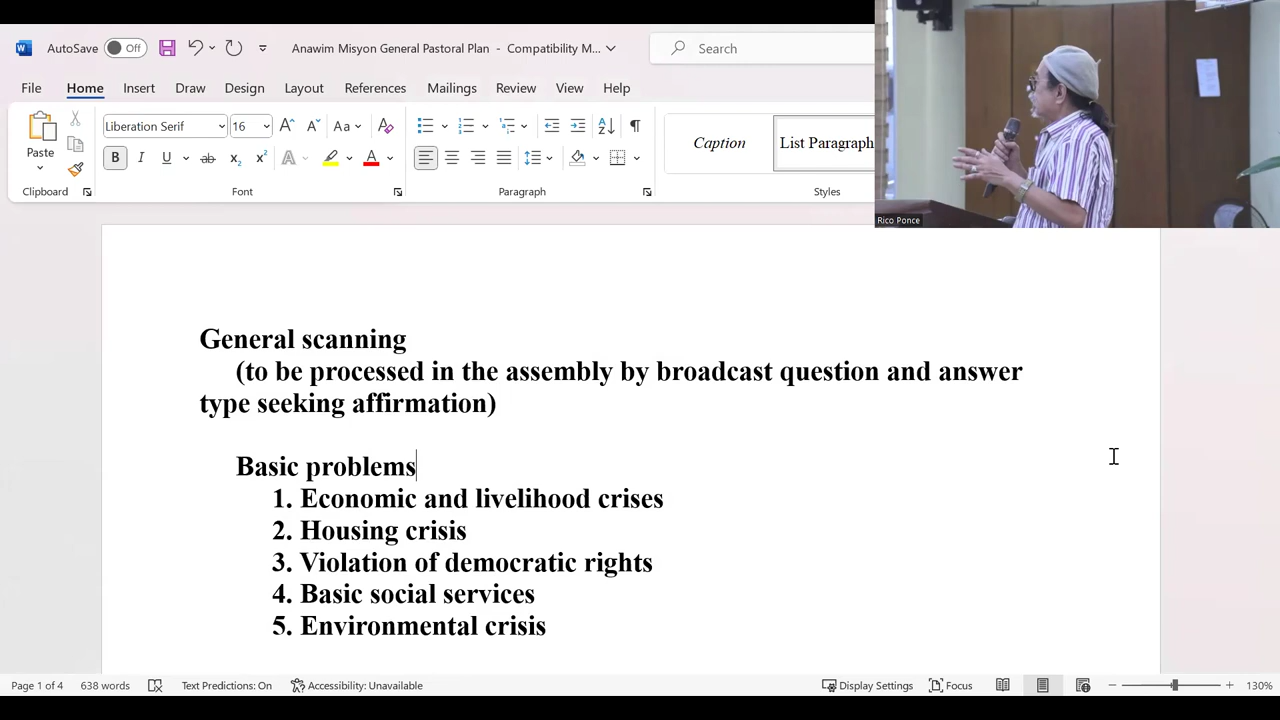 AutoSave Off Anawim Misyon General Pastoral Plan - Compatibility M... Search
File Home Insert Draw Design Layout References Mailings Review View Help
Paste Liberation Serif 16 Aa Caption List Paragraph
Clipboard Font Paragraph Styles
Rico Ponce
General scanning
(to be processed in the assembly by broadcast question and answer
type seeking affirmation)
Basic problems
1. Economic and livelihood crises
2. Housing crisis
3. Violation of democratic rights
4. Basic social services
5. Environmental crisis
Page 1 of 4 638 words Text Predictions: On Accessibility: Unavailable Display Settings Focus 130%